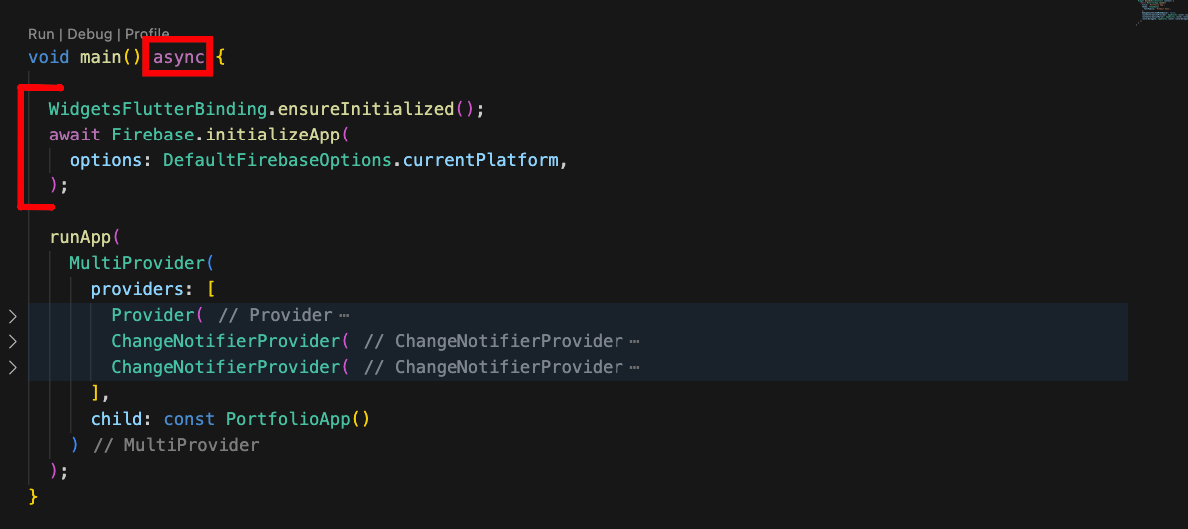 Run | Debug | Profile
void main() async {
WidgetsFlutterBinding.ensureInitialized();
await Firebase.initializeApp(
options: DefaultFirebaseOptions.currentPlatform,
);
runApp(
MultiProvider(
providers: [
Provider( // Provider ⋯
ChangeNotifierProvider( // ChangeNotifierProvider ⋯
ChangeNotifierProvider( // ChangeNotifierProvider ⋯
],
child: const PortfolioApp()
) // MultiProvider
);
}